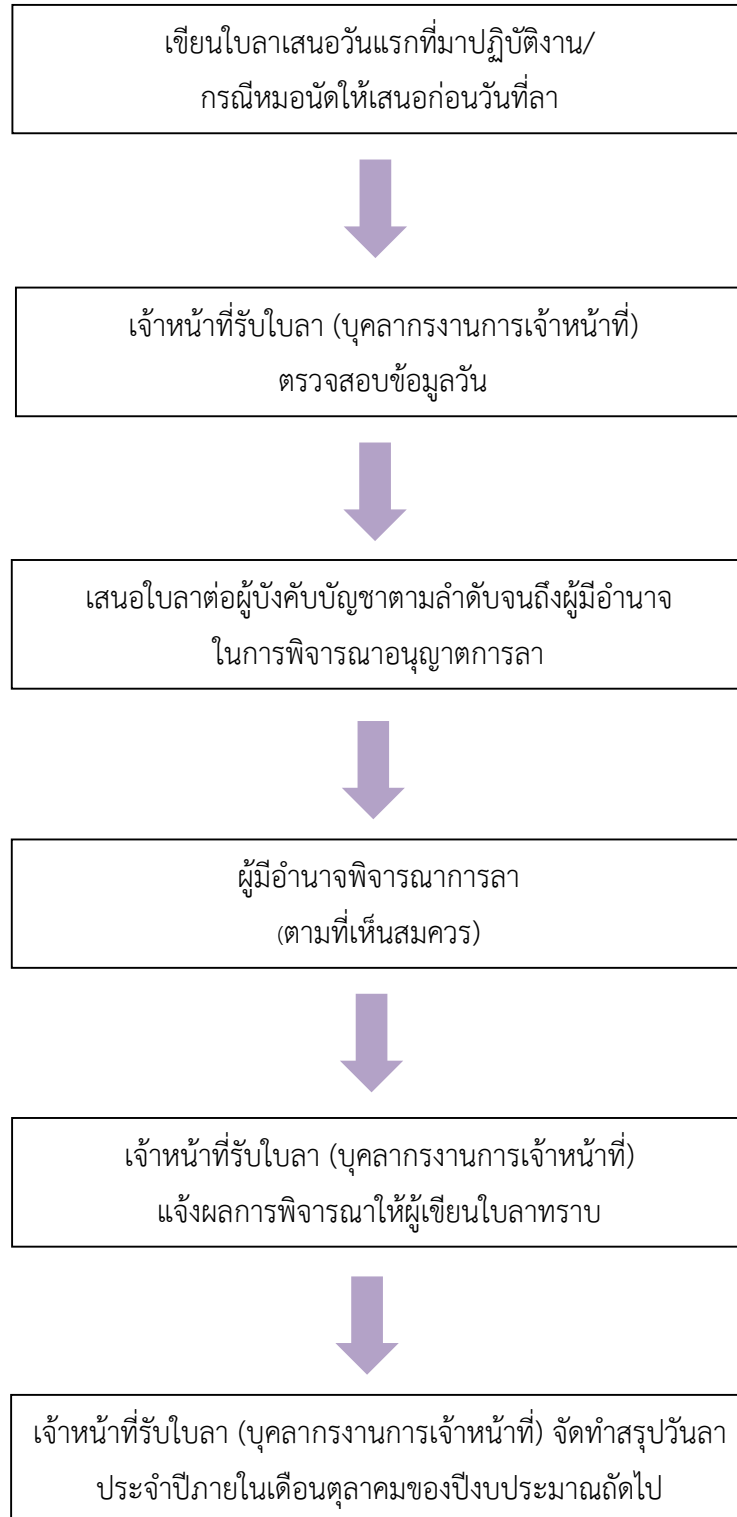 เขียนใบลาเสนอวันแรกที่มาปฏิบัติงาน/
กรณีหมอนัดให้เสนอก่อนวันที่ลา
เจ้าหน้าที่รับใบลา (บุคลากรงานการเจ้าหน้าที่)
ตรวจสอบข้อมูลวัน
เสนอใบลาต่อผู้บังคับบัญชาตามลำดับจนถึงผู้มีอำนาจ
ในการพิจารณาอนุญาตการลา
ผู้มีอำนาจพิจารณาการลา
(ตามที่เห็นสมควร)
เจ้าหน้าที่รับใบลา (บุคลากรงานการเจ้าหน้าที่)
แจ้งผลการพิจารณาให้ผู้เขียนใบลาทราบ
เจ้าหน้าที่รับใบลา (บุคลากรงานการเจ้าหน้าที่) จัดทำสรุปวันลา
ประจำปีภายในเดือนตุลาคมของปีงบประมาณถัดไป